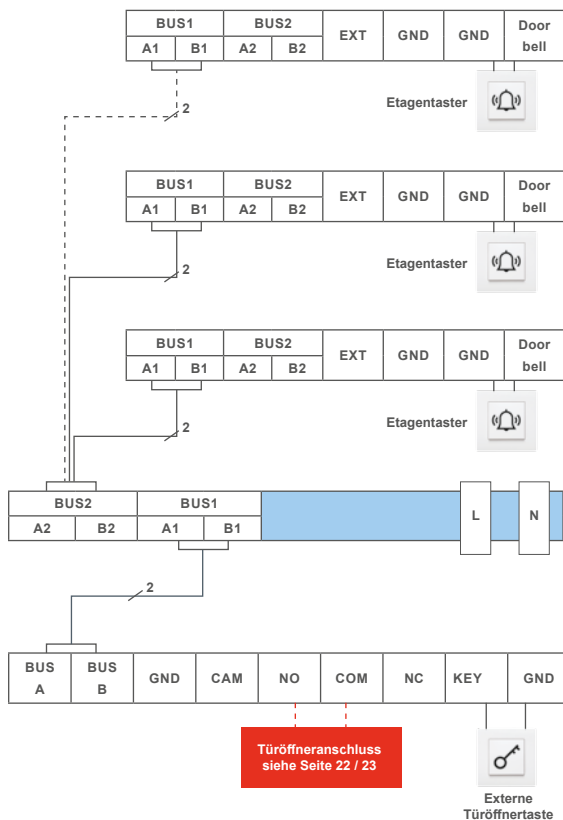 BUS1 BUS2 EXT GND GND Door bell
A1 B1 A2 B2
Etagentaster
2
BUS1 BUS2 EXT GND GND Door bell
A1 B1 A2 B2
Etagentaster
2
BUS1 BUS2 EXT GND GND Door bell
A1 B1 A2 B2
Etagentaster
2
BUS2 BUS1 L N
A2 B2 A1 B1
2
BUS A BUS B GND CAM NO COM NC KEY GND
Türöffneranschluss
siehe Seite 22 / 23
Externe
Türöffnertaste